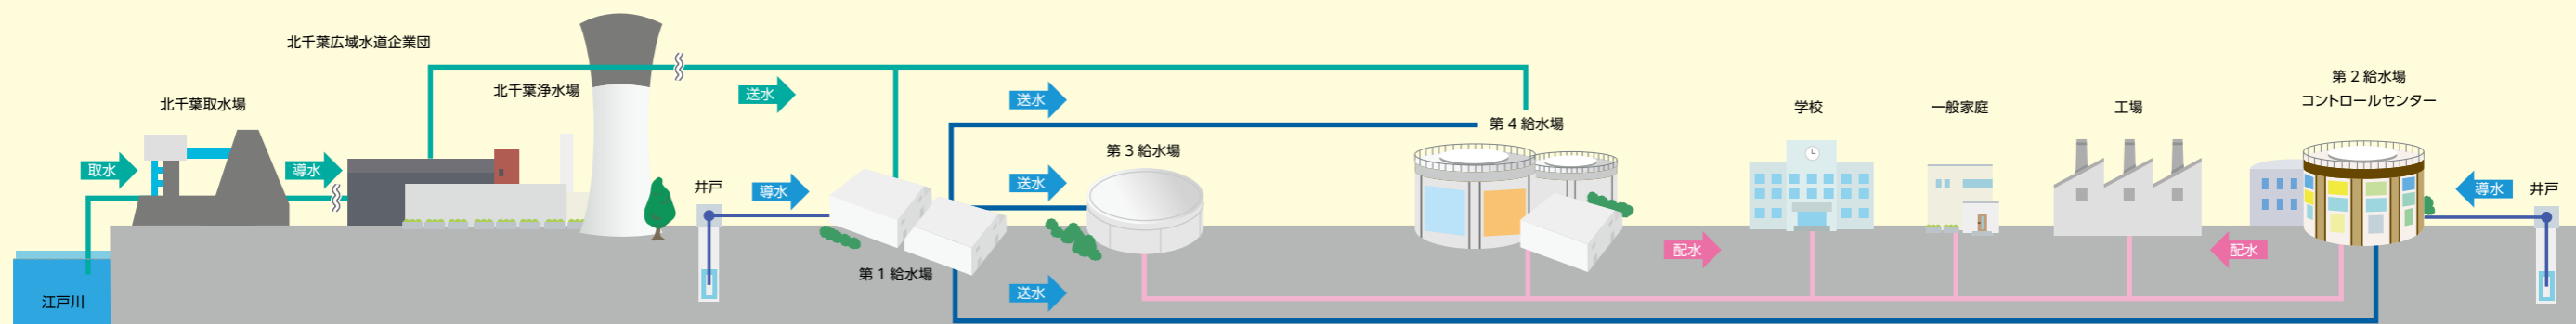 北千葉広域水道企業団
北千葉取水場
北千葉浄水場
取水
導水
江戸川
送水
井戸
導水
第１給水場
送水
送水
送水
第３給水場
第４給水場
配水
学校
一般家庭
工場
配水
第２給水場
コントロールセンター
導水
井戸